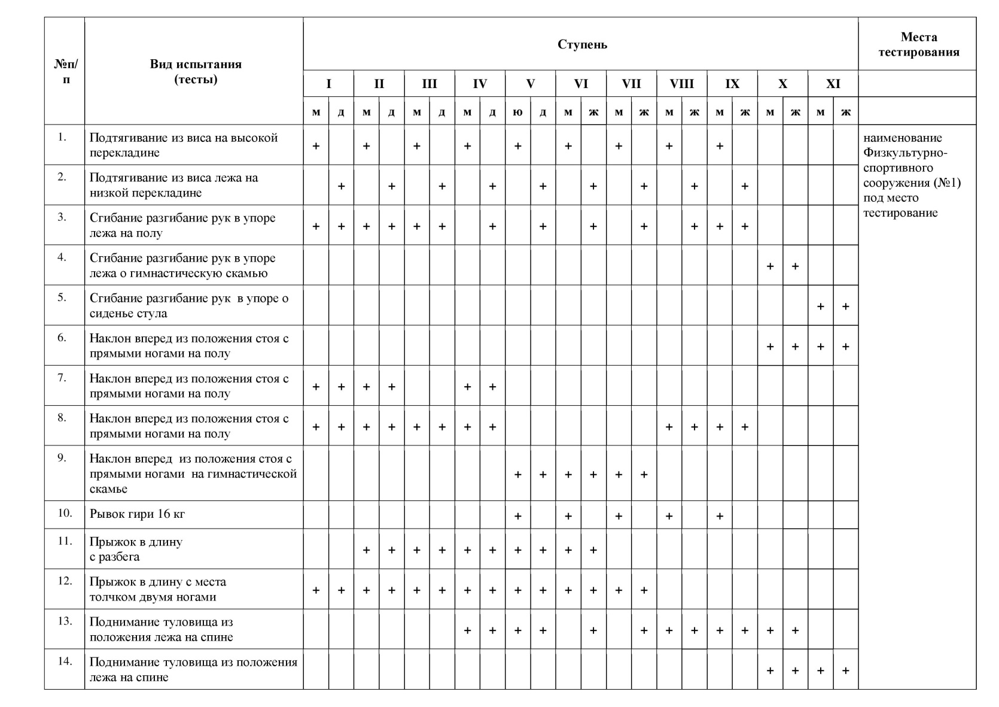 №п/
п
Вид испытания
(тесты)
Ступень
Места
тестирования
I II III IV V VI VII VIII IX X XI
м д м д м д м д ю д м ж м ж м ж м ж м ж м ж
1. Подтягивание из виса на высокой
перекладине
+ + + + + + + + +
наименование
Физкультурно-
спортивного
сооружения (№1)
под место
тестирование
2. Подтягивание из виса лежа на
низкой перекладине
+ + + + + + + + +
3. Сгибание разгибание рук в упоре
лежа на полу
+ + + + + + + + + + + + +
4. Сгибание разгибание рук в упоре
лежа о гимнастическую скамью
+ +
5. Сгибание разгибание рук в упоре о
сиденье стула
+ +
6. Наклон вперед из положения стоя с
прямыми ногами на полу
+ + + +
7. Наклон вперед из положения стоя с
прямыми ногами на полу
+ + + + + +
8. Наклон вперед из положения стоя с
прямыми ногами на полу
+ + + + + + + + + + + +
9. Наклон вперед из положения стоя с
прямыми ногами на гимнастической
скамье
+ + + + + +
10. Рывок гири 16 кг
+ + + + +
11. Прыжок в длину
с разбега
+ + + + + + + + + +
12. Прыжок в длину с места
толчком двумя ногами
+ + + + + + + + + + + + + +
13. Поднимание туловища из
положения лежа на спине
+ + + + + + + + + + + +
14. Поднимание туловища из положения
лежа на спине
+ + + +